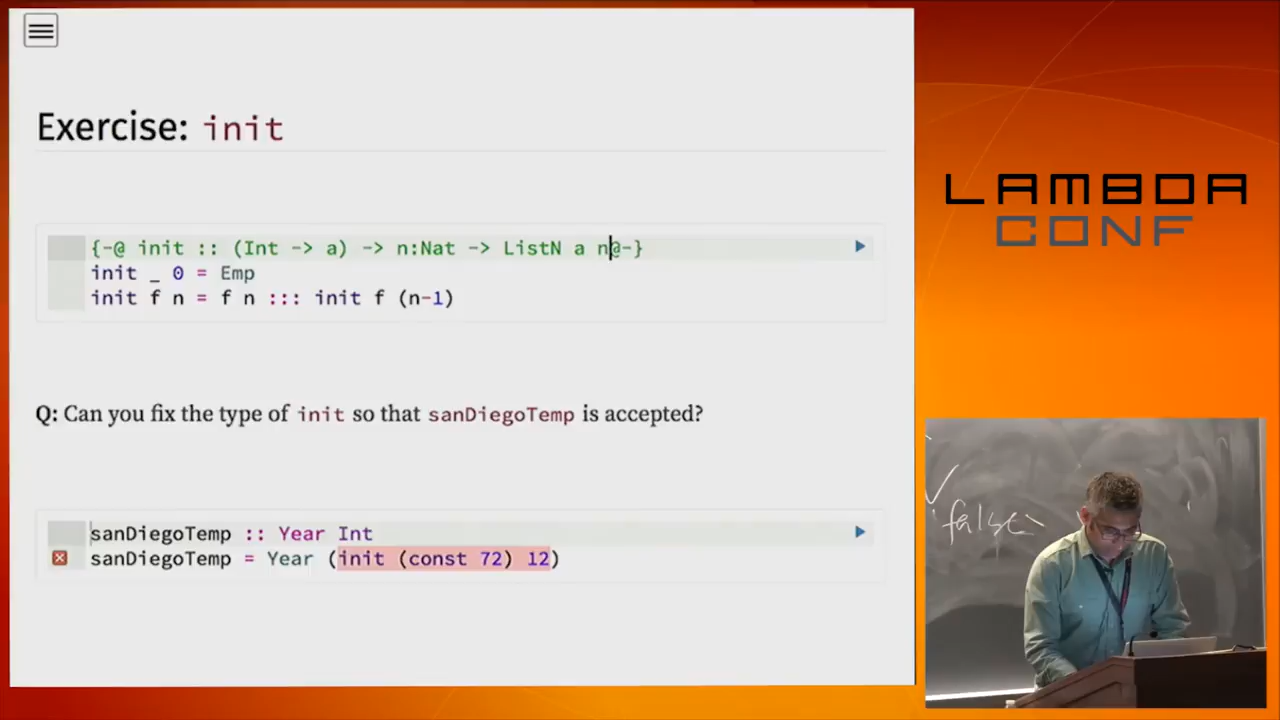 Exercise: init
{-@ init :: (Int -> a) -> n:Nat -> ListN a n@-}
init _ 0 = Emp
init f n = f n ::: init f (n-1)
Q: Can you fix the type of init so that sanDiegoTemp is accepted?
sanDiegoTemp :: Year Int
sanDiegoTemp = Year (init (const 72) 12)
LAMBDA
CONF
false